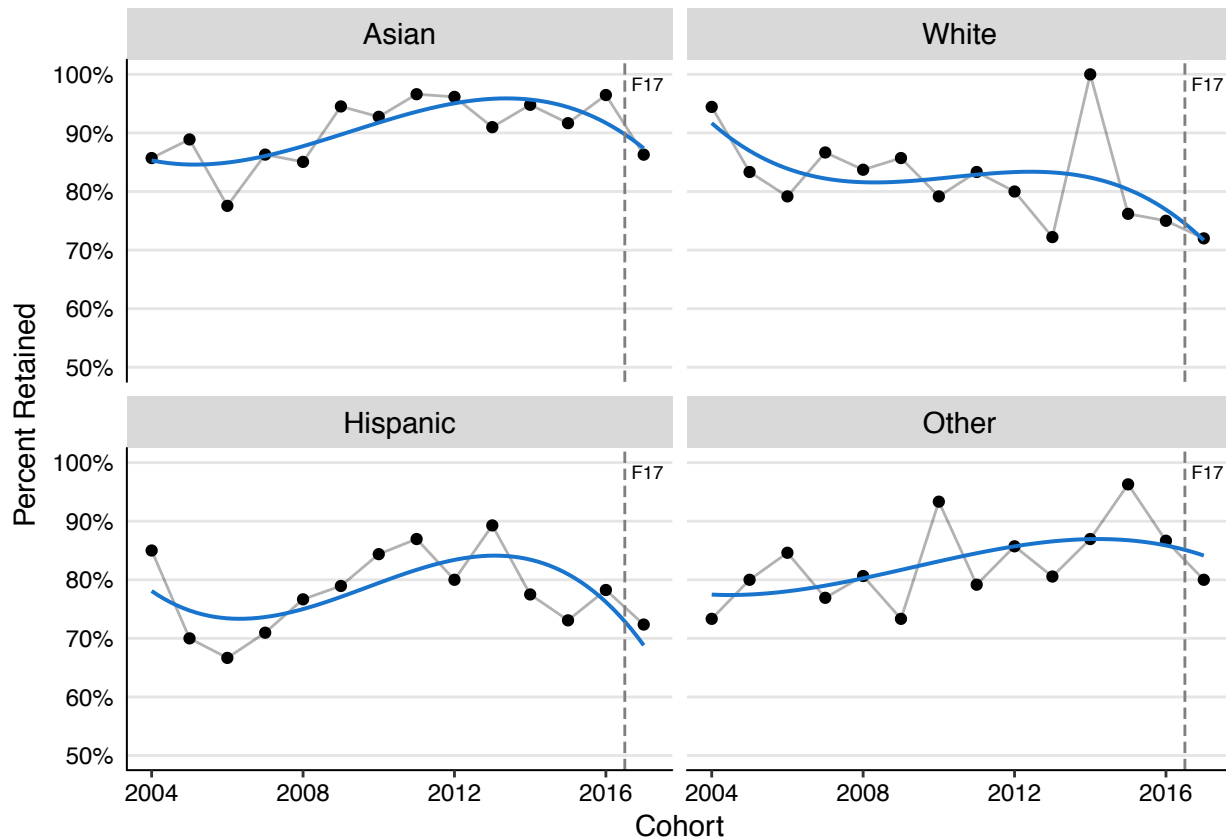 Asian
White
100%
90%
80%
70%
60%
50%
F17
F17
Hispanic
Other
100%
90%
80%
70%
60%
50%
F17
F17
2004
2008
2012
2016
2004
2008
2012
2016
Percent Retained
Cohort